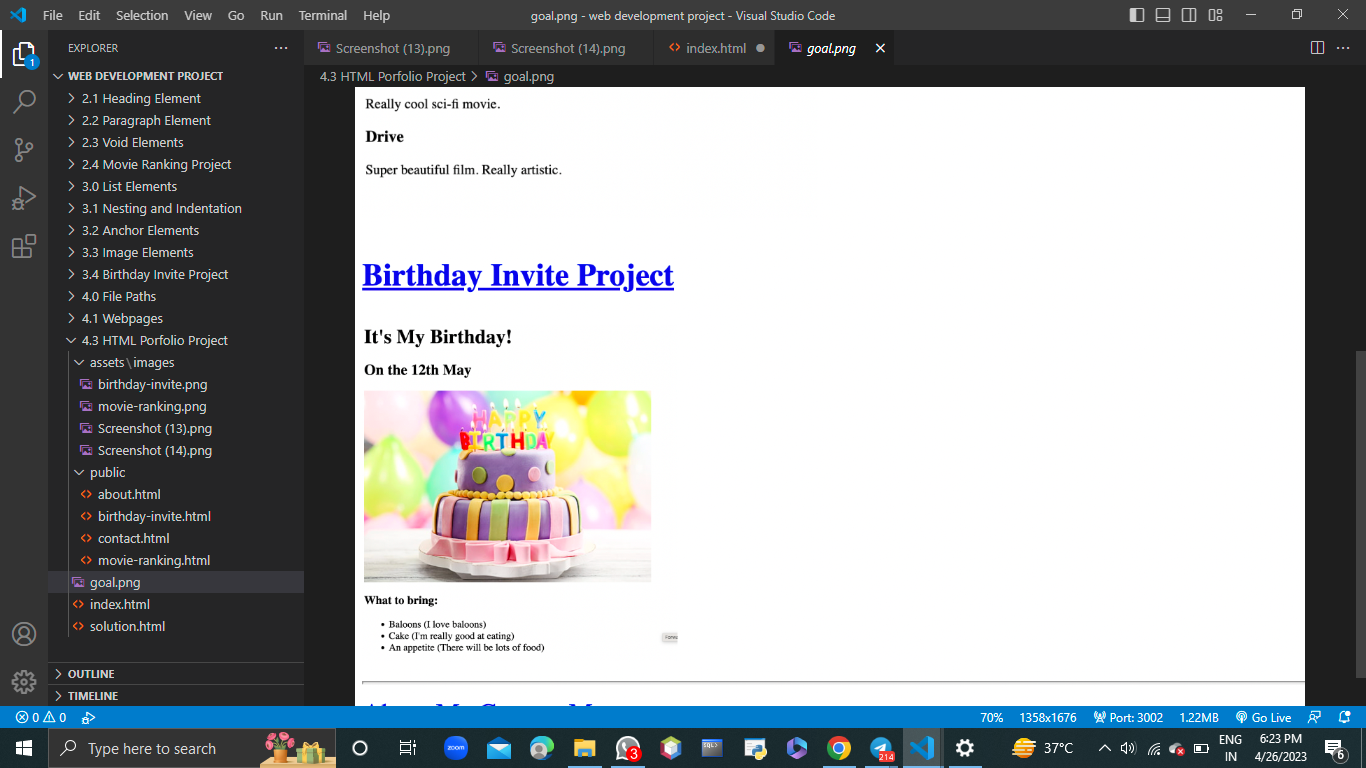 File Edit Selection View Go Run Terminal Help goal.png - web development project - Visual Studio Code
EXPLORER
WEB DEVELOPMENT PROJECT
2.1 Heading Element
2.2 Paragraph Element
2.3 Void Elements
2.4 Movie Ranking Project
3.0 List Elements
3.1 Nesting and Indentation
3.2 Anchor Elements
3.3 Image Elements
3.4 Birthday Invite Project
4.0 File Paths
4.1 Webpages
4.3 HTML Porfolio Project
assets\images
birthday-invite.png
movie-ranking.png
Screenshot (13).png
Screenshot (14).png
public
about.html
birthday-invite.html
contact.html
movie-ranking.html
goal.png
index.html
solution.html
OUTLINE
TIMELINE
1
Screenshot (13).png Screenshot (14).png index.html goal.png
4.3 HTML Porfolio Project > goal.png
Really cool sci-fi movie.
Drive
Super beautiful film. Really artistic.
Birthday Invite Project
It's My Birthday!
On the 12th May
HAPPY
BIRTHDAY
What to bring:
Baloons (I love baloons)
Cake (I'm really good at eating)
An appetite (There will be lots of food)
0 0 70% 1358x1676 Port: 3002 1.22MB Go Live
Type here to search
zoom
3
SQL>
214
37°C
ENG
IN
6:23 PM
4/26/2023
6